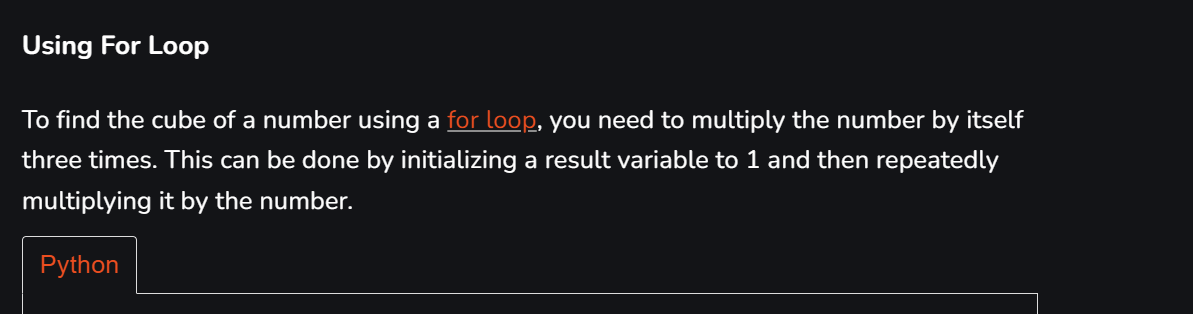 Using For Loop
To find the cube of a number using a for loop, you need to multiply the number by itself
three times. This can be done by initializing a result variable to 1 and then repeatedly
multiplying it by the number.
Python